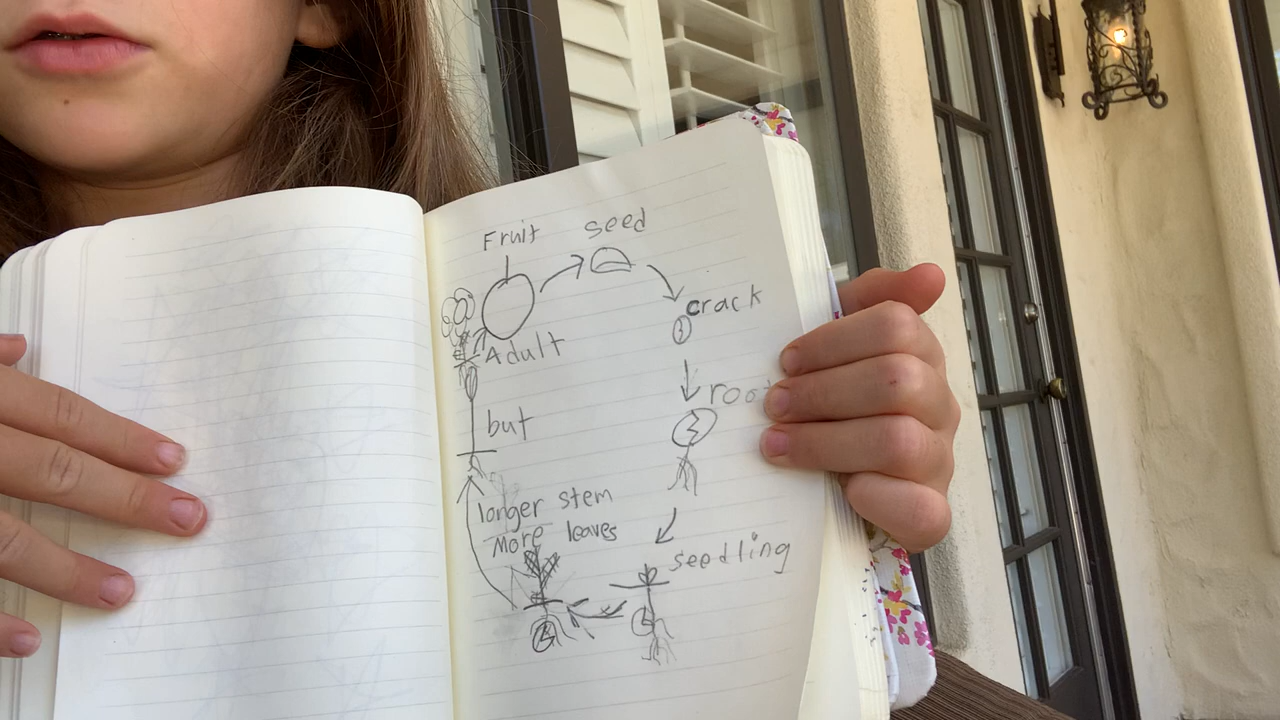 Fruit
seed
crack
Adult
root
but
longer stem
More leaves
seedling